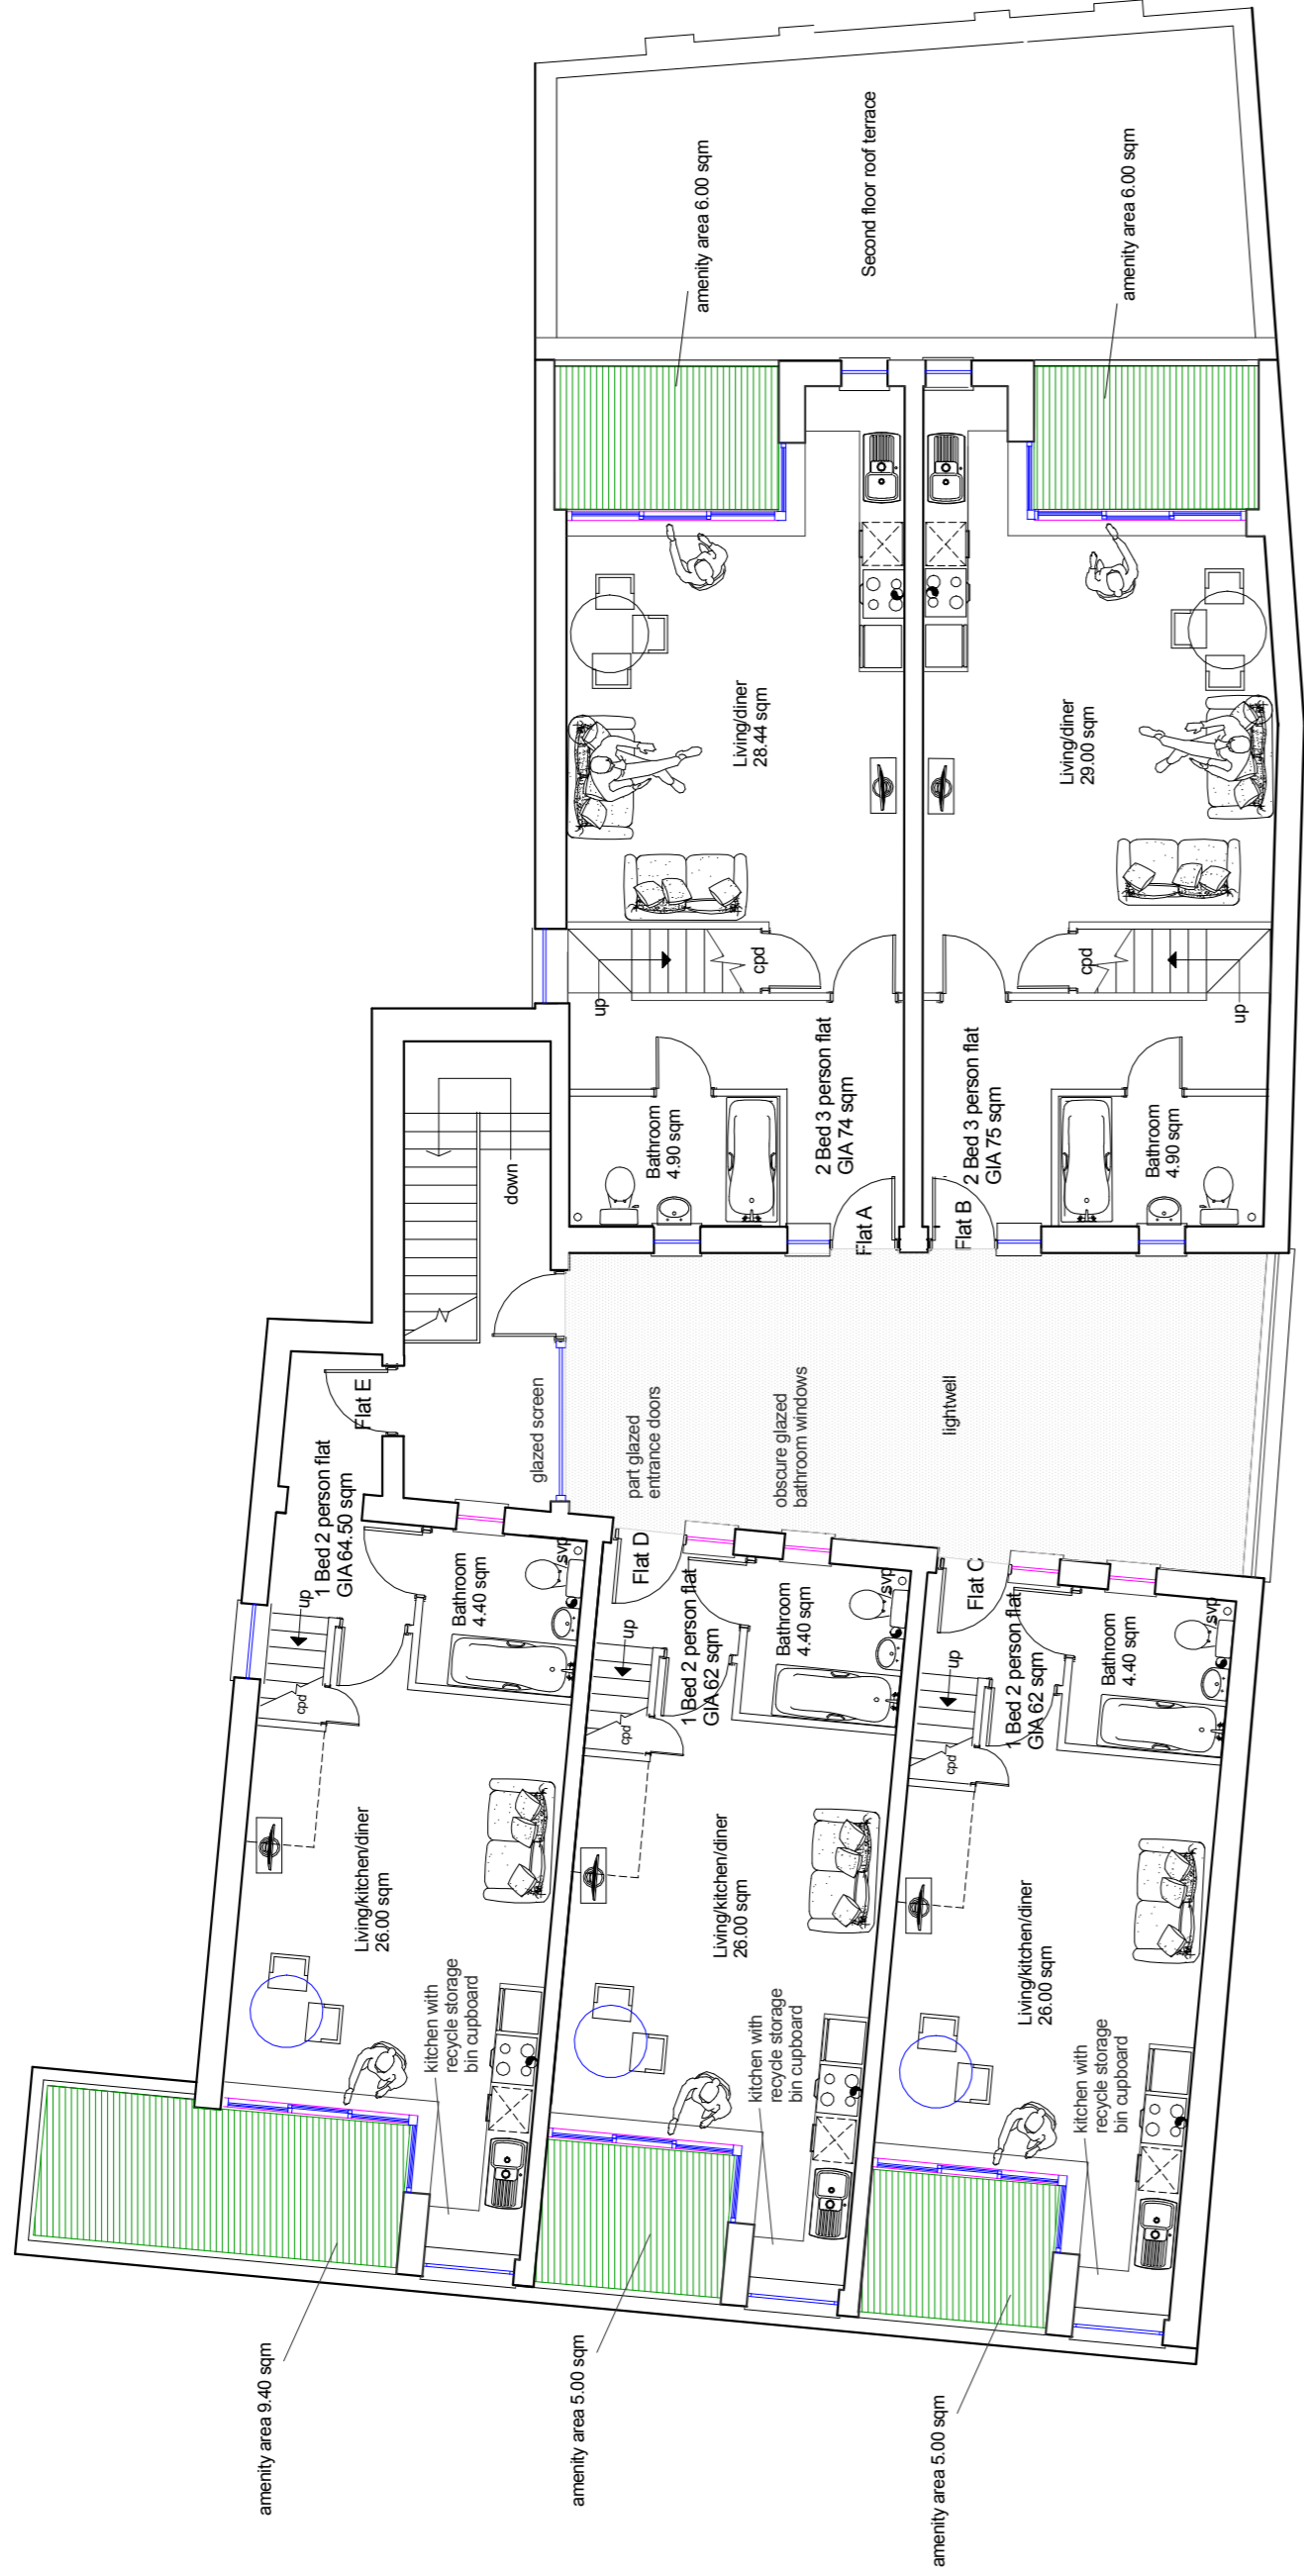 amenity area 9.40 sqm
amenity area 5.00 sqm
amenity area 5.00 sqm
kitchen with
recycle storage
bin cupboard
kitchen with
recycle storage
bin cupboard
kitchen with
recycle storage
bin cupboard
Living/kitchen/diner
26.00 sqm
Living/kitchen/diner
26.00 sqm
Living/kitchen/diner
26.00 sqm
cpd
up
cpd
up
cpd
up
Bathroom
4.40 sqm
svp
Bathroom
4.40 sqm
svp
Bathroom
4.40 sqm
svp
1 Bed 2 person flat
GIA 64.50 sqm
1 Bed 2 person flat
GIA 62 sqm
1 Bed 2 person flat
GIA 62 sqm
Flat E
Flat D
Flat C
glazed screen
part glazed
entrance doors
obscure glazed
bathroom windows
lightwell
down
Flat A
Flat B
Bathroom
4.90 sqm
2 Bed 3 person flat
GIA 74 sqm
2 Bed 3 person flat
GIA 75 sqm
Bathroom
4.90 sqm
up
cpd
cpd
up
Living/diner
28.44 sqm
Living/diner
29.00 sqm
amenity area 6.00 sqm
Second floor roof terrace
amenity area 6.00 sqm